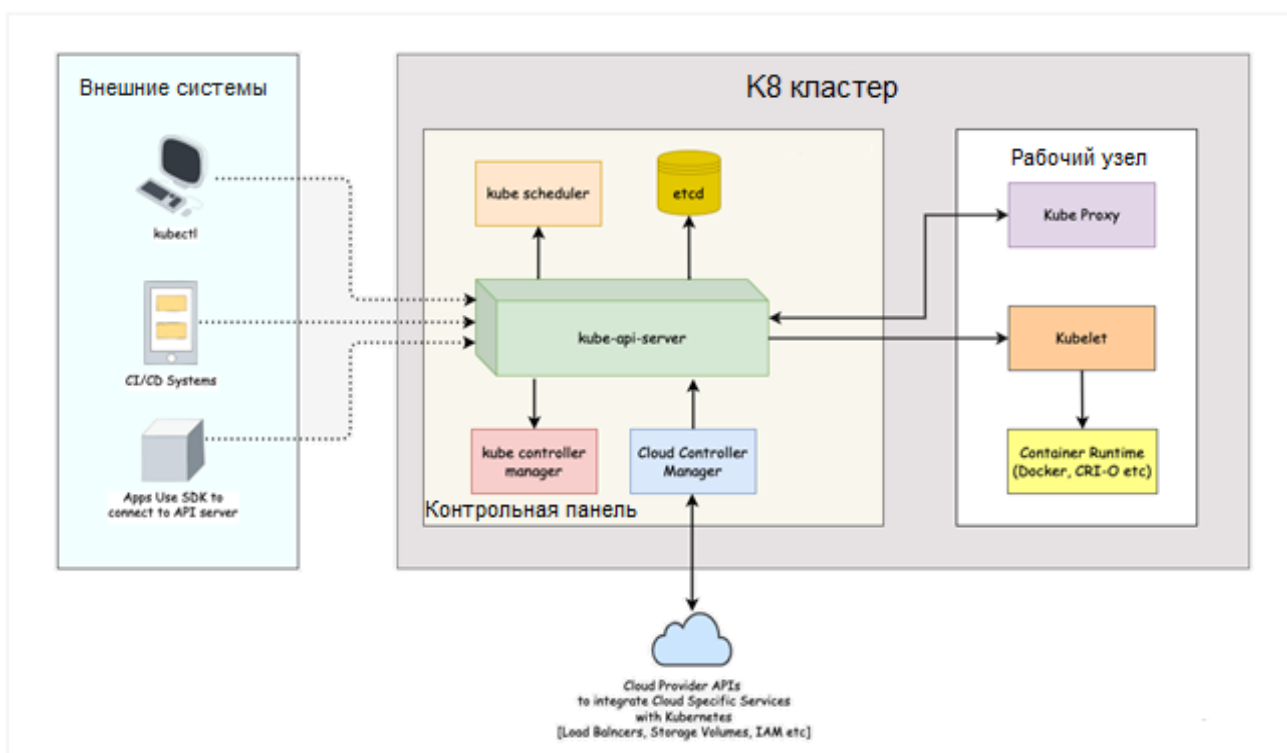 Внешние системы
kubectl
CI/CD Systems
Apps Use SDK to
connect to API server
K8 кластер
kube scheduler
etcd
kube-api-server
kube controller
manager
Cloud Controller
Manager
Контрольная панель
Рабочий узел
Kube Proxy
Kubelet
Container Runtime
(Docker, CRI-O etc)
Cloud Provider APIs
to integrate Cloud Specific Services
with Kubernetes
[Load Balncers, Storage Volumes, IAM etc]